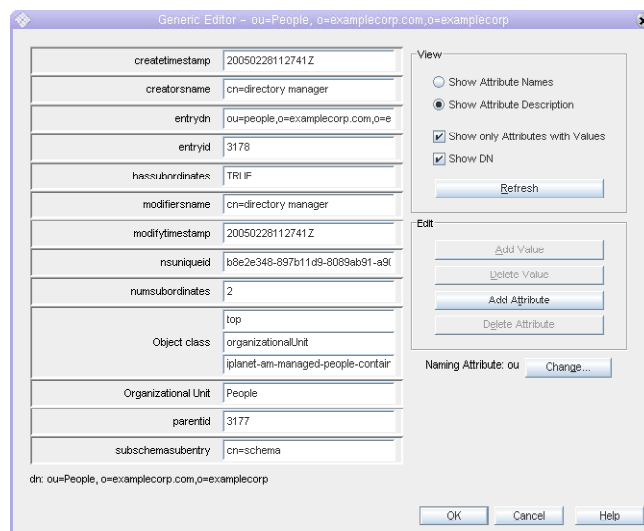 Generic Editor – ou=People, o=examplecorp.com,o=examplecorp
createtimestamp 20050228112741Z
creatorsname cn=directory manager
entrydn ou=people,o=examplecorp.com,o=e
entryid 3178
hassubordinates TRUE
modifiersname cn=directory manager
modifytimestamp 20050228112741Z
nsuniqueid b8e2e348-897b11d9-8089ab91-a90
numsubordinates 2
Object class
top
organizationalUnit
iplanet-am-managed-people-contain
Organizational Unit People
parentid 3177
subschemasubentry cn=schema
dn: ou=People, o=examplecorp.com,o=examplecorp
View
Show Attribute Names
Show Attribute Description
Show only Attributes with Values
Show DN
Refresh
Edit
Add Value
Delete Value
Add Attribute
Delete Attribute
Naming Attribute: ou Change...
OK Cancel Help